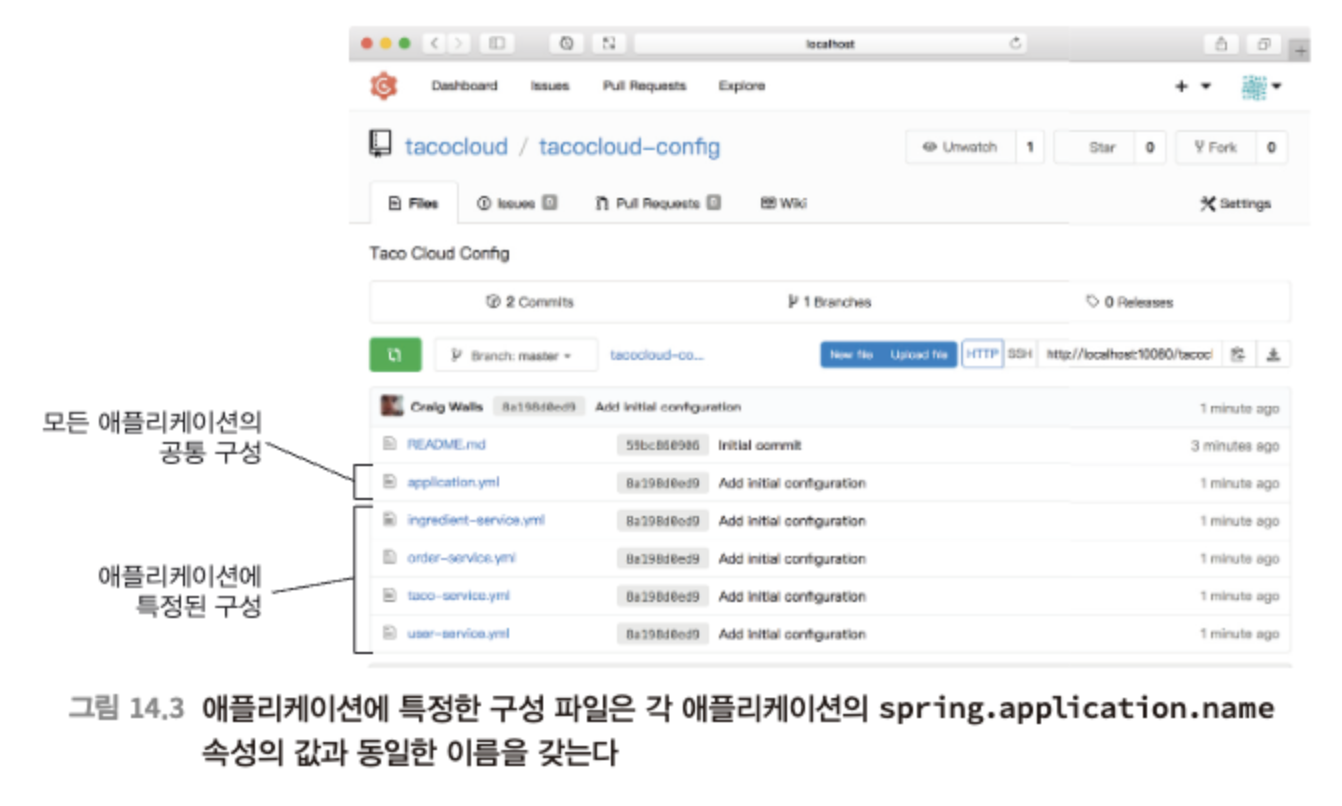 localhost
Dashboard Issues Pull Requests Explore
tacocloud / tacocloud-config
Unwatch 1 Star 0 Fork 0
Files Issues 0 Pull Requests 0 Wiki Settings
Taco Cloud Config
2 Commits 1 Branches 0 Releases
Branch: master tacocloud-co... New file Upload file HTTP SSH http://localhost:10080/tacocl
Craig Walls 8a198d0ed9 Add initial configuration 1 minute ago
모든 애플리케이션의
공통 구성
README.md Initial commit 3 minutes ago
application.yml 8a198d0ed9 Add initial configuration 1 minute ago
ingredient-service.yml 8a198d0ed9 Add initial configuration 1 minute ago
order-service.yml 8a198d0ed9 Add initial configuration 1 minute ago
애플리케이션에
특정된 구성
taco-service.yml 8a198d0ed9 Add initial configuration 1 minute ago
user-service.yml 8a198d0ed9 Add initial configuration 1 minute ago
그림 14.3 애플리케이션에 특정한 구성 파일은 각 애플리케이션의 spring.application.name
속성의 값과 동일한 이름을 갖는다